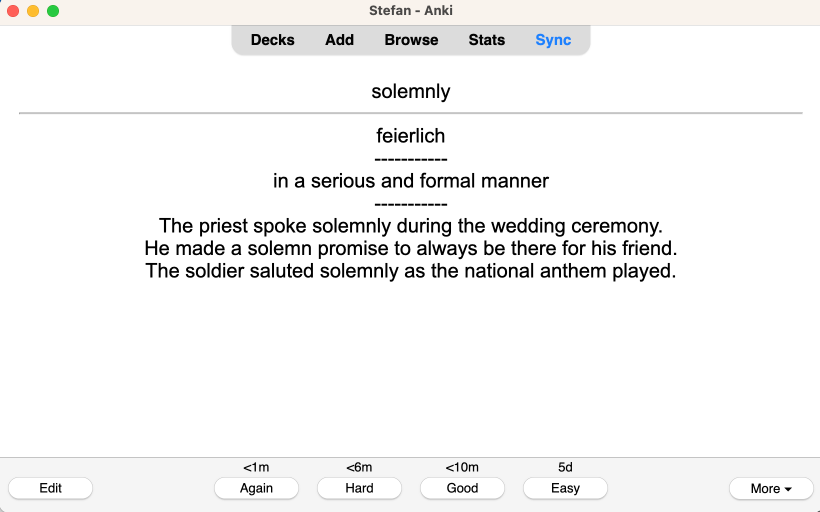 Stefan - Anki
Decks Add Browse Stats Sync
solemnly
feierlich
-----------
in a serious and formal manner
-----------
The priest spoke solemnly during the wedding ceremony.
He made a solemn promise to always be there for his friend.
The soldier saluted solemnly as the national anthem played.
<1m <6m <10m 5d
Edit Again Hard Good Easy More